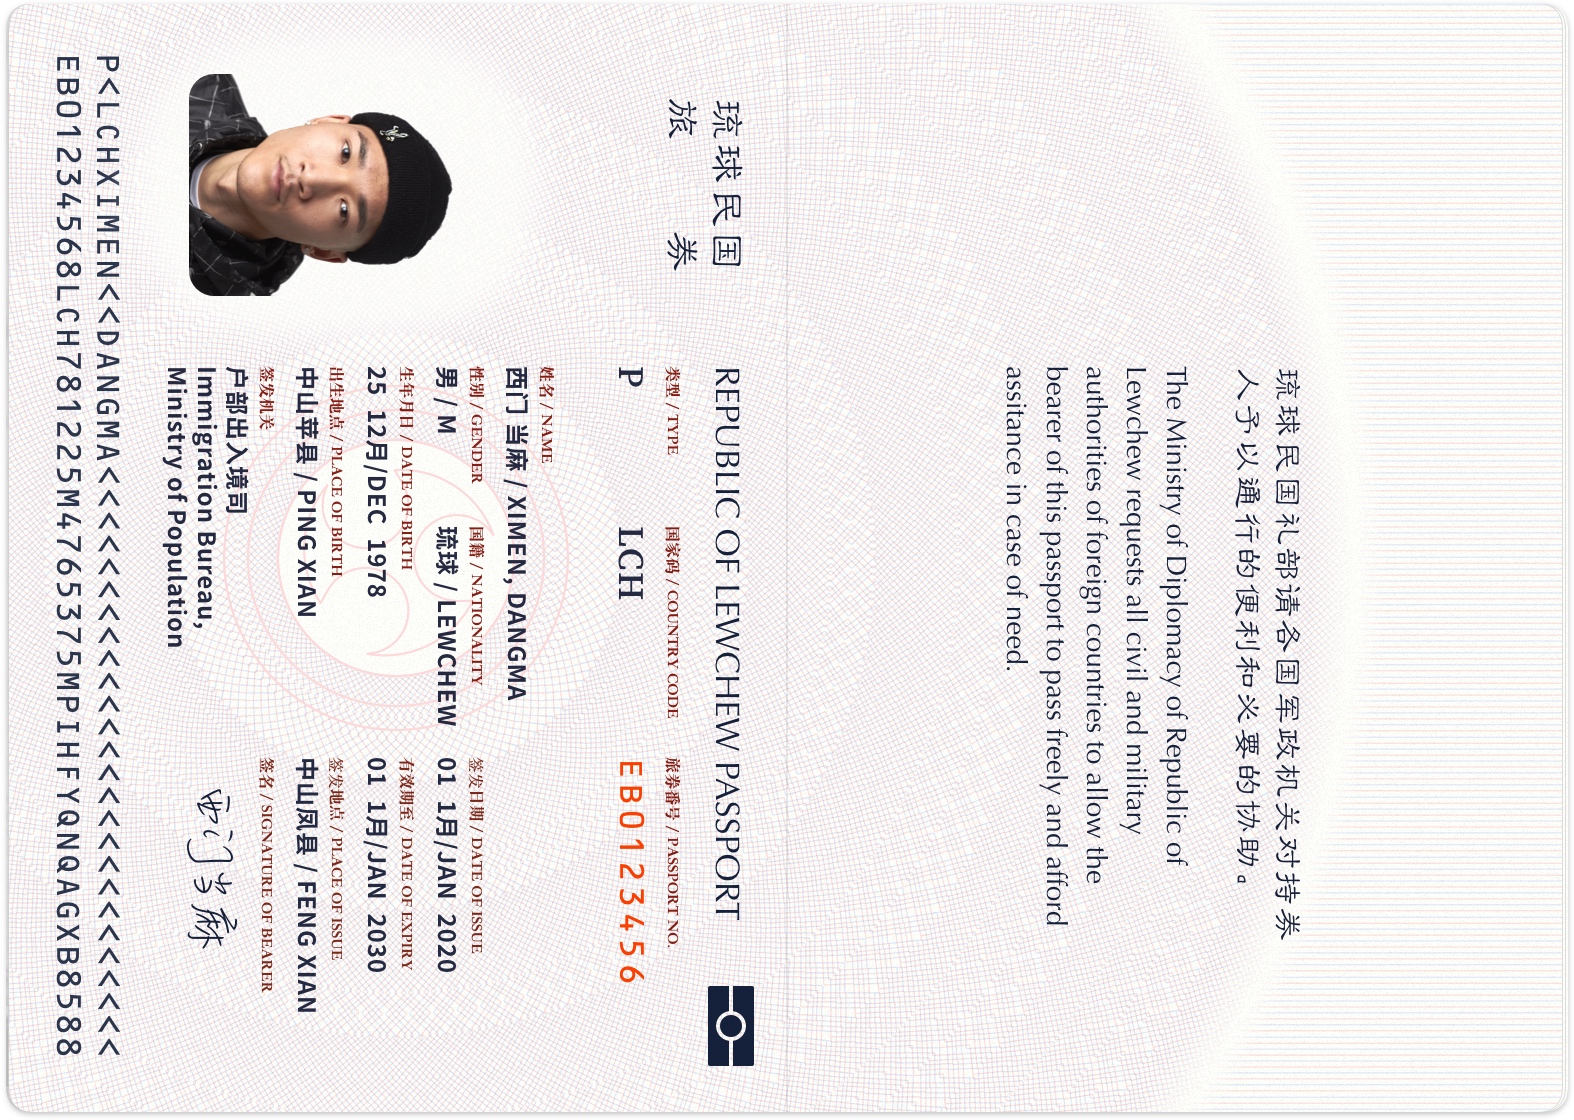 琉球民国礼部请各国军政机关对持券
人予以通行的便利和必要的协助。
The Ministry of Diplomacy of Republic of
Lewchew requests all civil and military
authorities of foreign countries to allow the
bearer of this passport to pass freely and afford
assitance in case of need.
琉球民国
旅 券
REPUBLIC OF LEWCHEW PASSPORT
类型 / TYPE 国家码 / COUNTRY CODE 旅券番号 / PASSPORT NO.
P LCH EB0123456
姓名 / NAME
西门 当麻 / XIMEN, DANGMA
性别 / GENDER 国籍 / NATIONALITY 签发日期 / DATE OF ISSUE
男 / M 琉球 / LEWCHEW 01 1月/JAN 2020
生年月日 / DATE OF BIRTH 有效期至 / DATE OF EXPIRY
25 12月/DEC 1978 01 1月/JAN 2030
出生地点 / PLACE OF BIRTH 签发地点 / PLACE OF ISSUE
中山苹县 / PING XIAN 中山凤县 / FENG XIAN
签发机关 签名 / SIGNATURE OF BEARER
户部出入境司
Immigration Bureau,
Ministry of Population
西门当麻
P<LCHXIMEN<<DANGMA<<<<<<<<<<<<<<<<<<<<<<<<<<
EB01234568LCH781225M4765375MPIHFYQNQAGXB8588